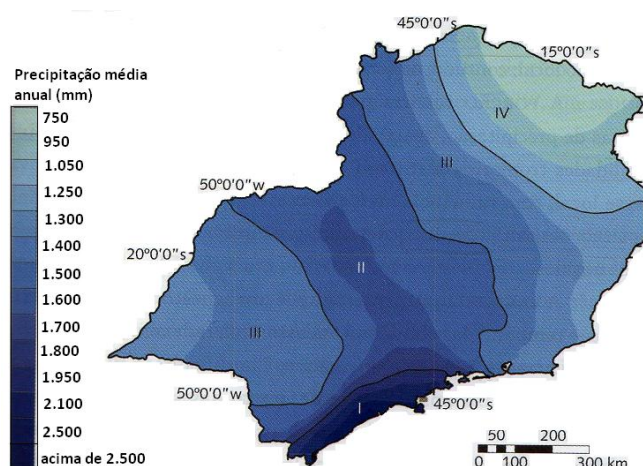 45º0'0"s
15º0'0"s
Precipitação média
anual (mm)
750
950
1.050
1.250
1.300
1.400
1.500
1.600
1.700
1.800
1.950
2.100
2.500
acima de 2.500
IV
III
50º0'0"w
20º0'0"s
II
III
50º0'0"w
I
45º0'0"s
50 200
0 100 300 km